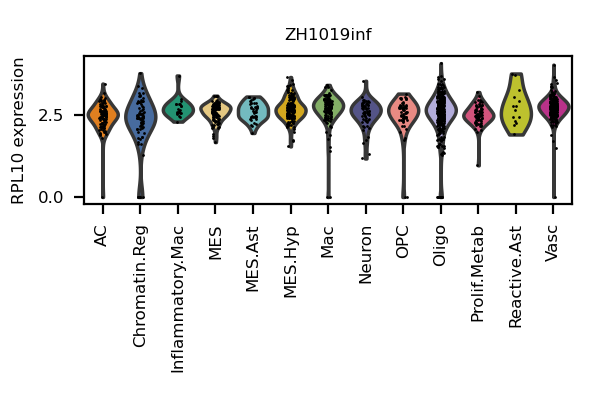 ZH1019inf
RPL10 expression
2.5
0.0
AC
Chromatin.Reg
Inflammatory.Mac
MES
MES.Ast
MES.Hyp
Mac
Neuron
OPC
Oligo
Prolif.Metab
Reactive.Ast
Vasc